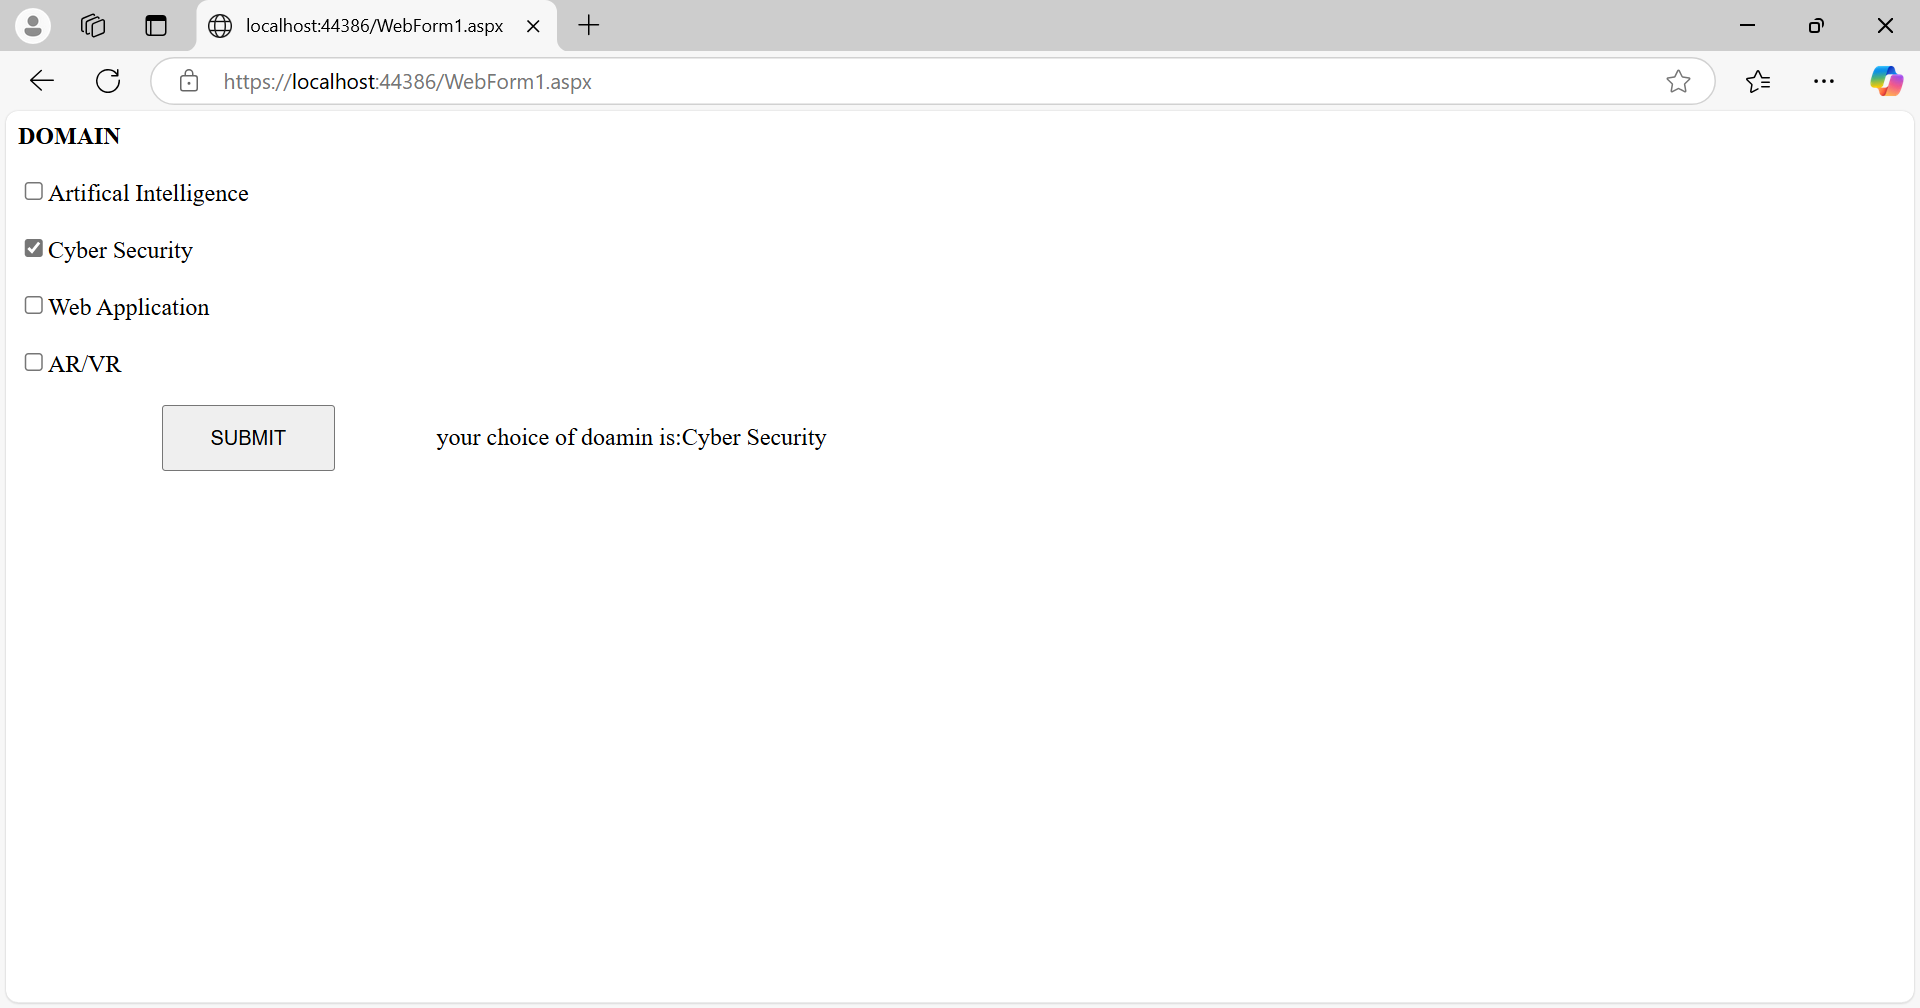 localhost:44386/WebForm1.aspx
https://localhost:44386/WebForm1.aspx
DOMAIN
Artifical Intelligence
Cyber Security
Web Application
AR/VR
SUBMIT your choice of doamin is:Cyber Security